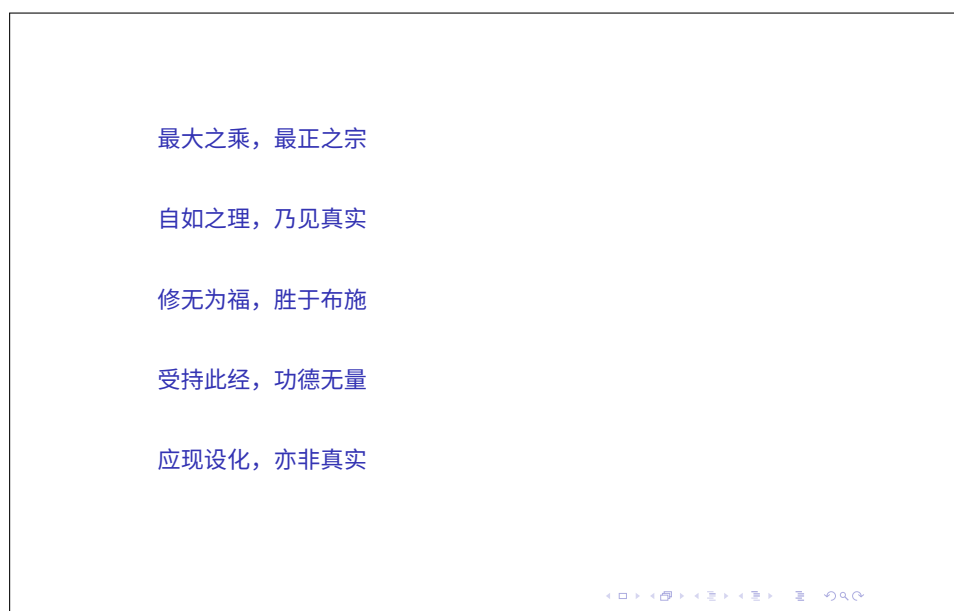 最大之乘，最正之宗
自如之理，乃见真实
修无为福，胜于布施
受持此经，功德无量
应现设化，亦非真实